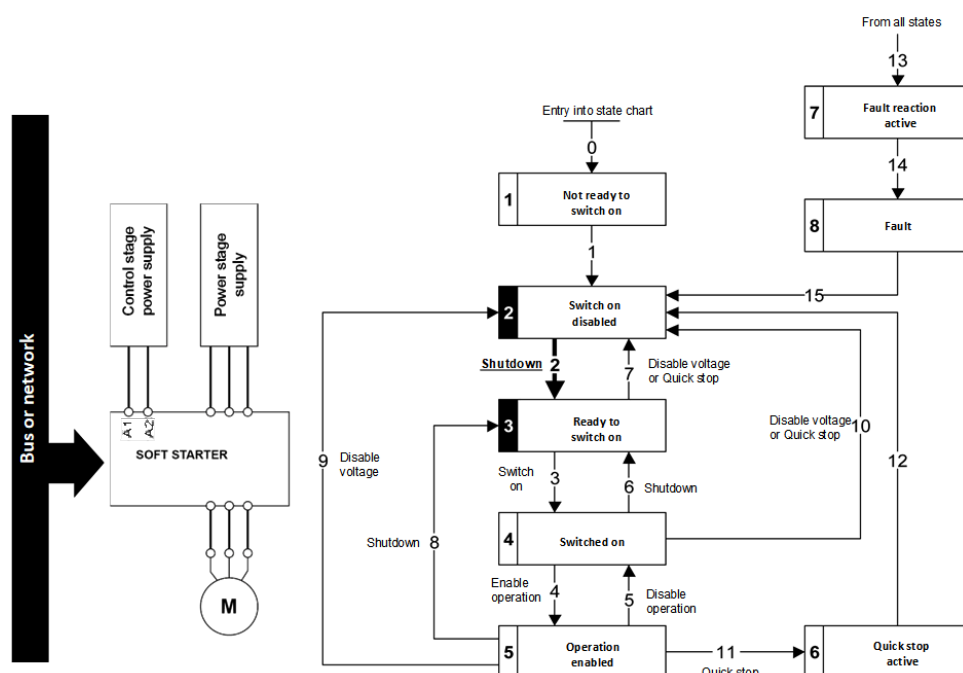 From all states
13
7
Fault reaction
active
14
8
Fault
15
Entry into state chart
0
1
Not ready to
switch on
1
2
Switch on
disabled
Shutdown 2
7
Disable voltage
or Quick stop
3
Ready to
switch on
Switch
on
3
6
Shutdown
4
Switched on
Enable
operation
4
5
Disable
operation
5
Operation
enabled
11
Quick stop
6
Quick stop
active
9
Disable
voltage
Shutdown
8
Disable voltage
or Quick stop
10
12
Bus or network
Control stage
power supply
Power stage
supply
A1
A2
SOFT STARTER
M